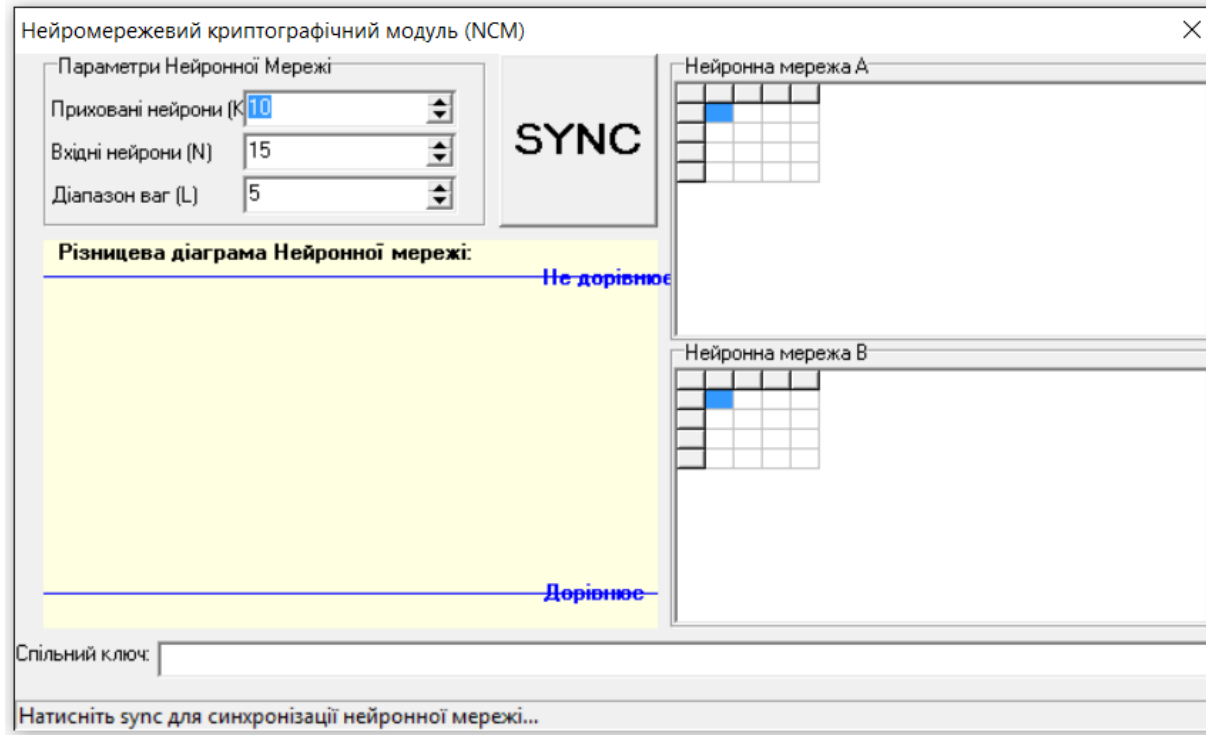 Нейромережевий криптографічний модуль (NCM)
Параметри Нейронної Мережі
Приховані нейрони (K
10
Вхідні нейрони (N)
15
Діапазон ваг (L)
5
SYNC
Різницева діаграма Нейронної мережі:
Не дорівнює
Дорівнює
Нейронна мережа A
Нейронна мережа B
Спільний ключ:
Натисніть sync для синхронізації нейронної мережі...